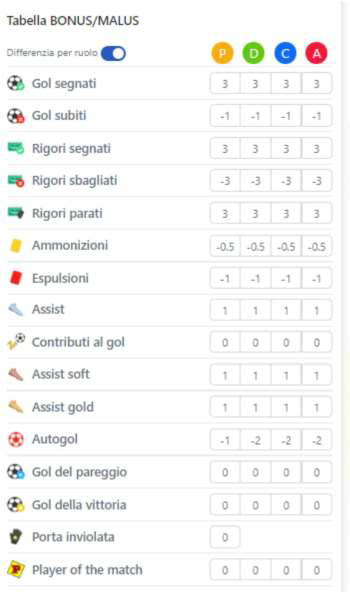 Tabella BONUS/MALUS
Differenzia per ruolo P D C A
Gol segnati 3 3 3 3
Gol subiti -1 -1 -1 -1
Rigori segnati 3 3 3 3
Rigori sbagliati -3 -3 -3 -3
Rigori parati 3 3 3 3
Ammonizioni -0.5 -0.5 -0.5 -0.5
Espulsioni -1 -1 -1 -1
Assist 1 1 1 1
Contributi al gol 0 0 0 0
Assist soft 1 1 1 1
Assist gold 1 1 1 1
Autogol -1 -2 -2 -2
Gol del pareggio 0 0 0 0
Gol della vittoria 0 0 0 0
Porta inviolata 0
Player of the match 0 0 0 0